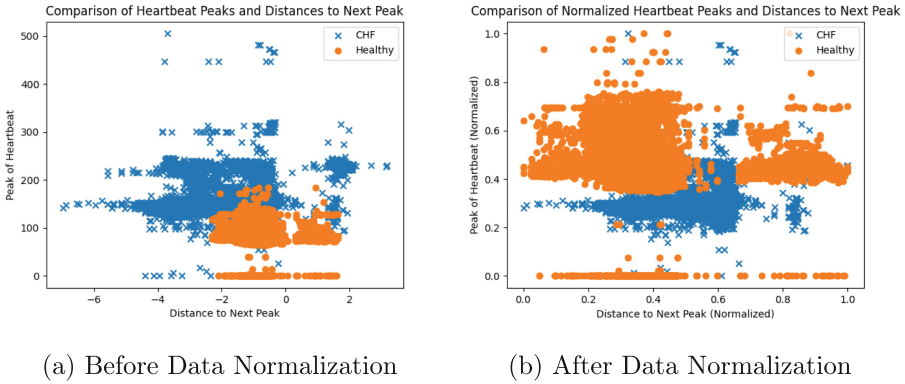 Comparison of Heartbeat Peaks and Distances to Next Peak
CHF
Healthy
500
400
300
200
100
0
Peak of Heartbeat
−6
−4
−2
0
2
Distance to Next Peak
(a) Before Data Normalization
Comparison of Normalized Heartbeat Peaks and Distances to Next Peak
CHF
Healthy
1.0
0.8
0.6
0.4
0.2
0.0
Peak of Heartbeat (Normalized)
0.0
0.2
0.4
0.6
0.8
1.0
Distance to Next Peak (Normalized)
(b) After Data Normalization